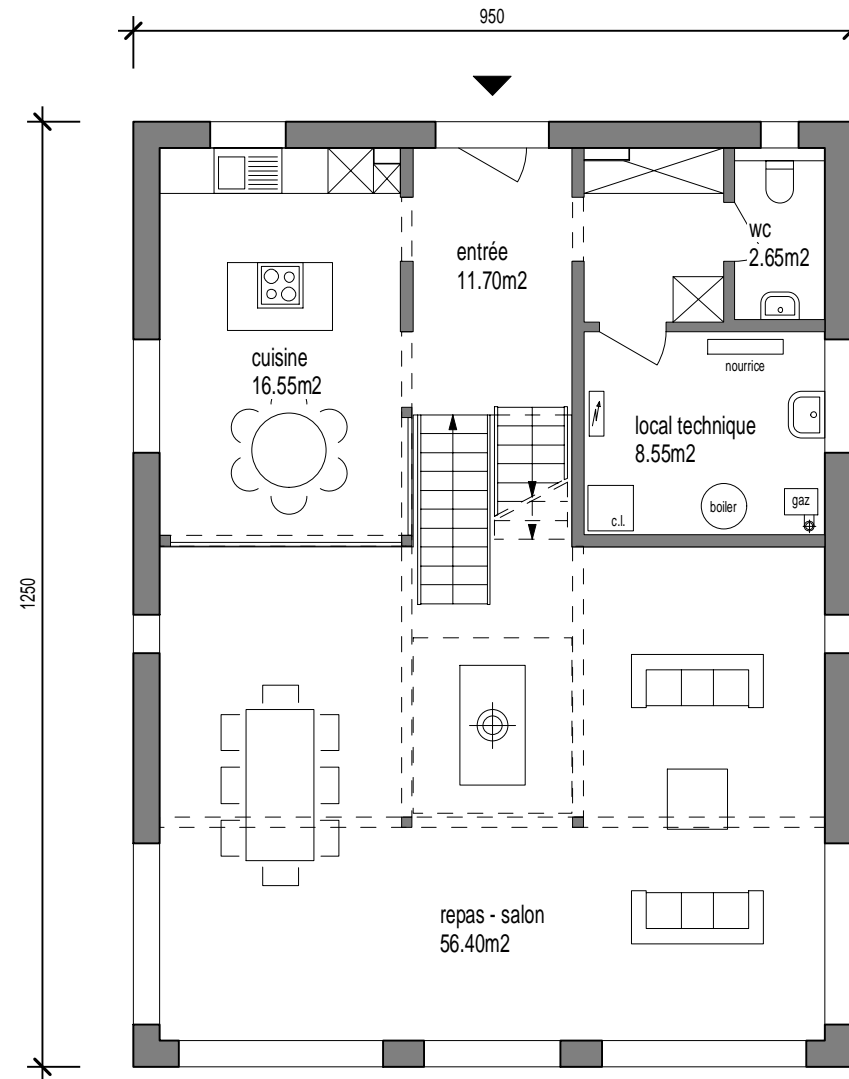 950
1250
entrée
11.70m2
wc
2.65m2
cuisine
16.55m2
nourrice
local technique
8.55m2
c.l.
boiler
gaz
repas - salon
56.40m2